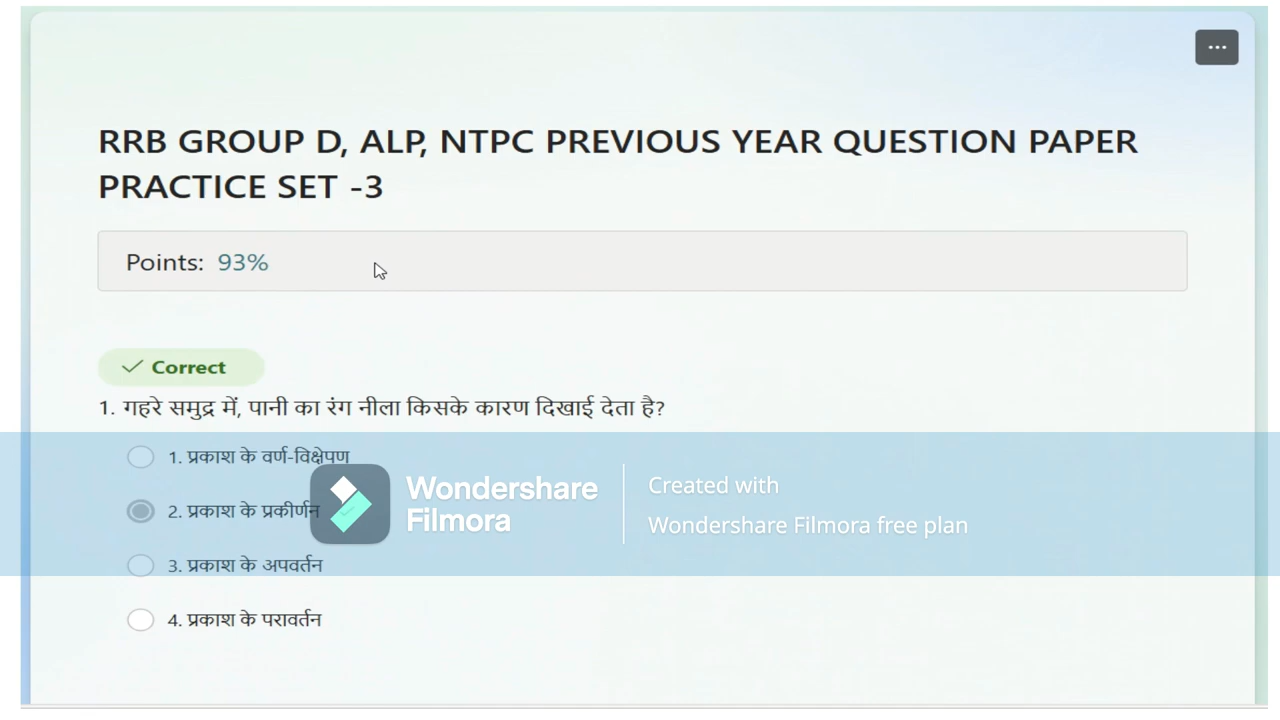 RRB GROUP D, ALP, NTPC PREVIOUS YEAR QUESTION PAPER
PRACTICE SET -3
Points: 93%
Correct
1. गहरे समुद्र में, पानी का रंग नीला किसके कारण दिखाई देता है?
1. प्रकाश के वर्ण-विक्षेपण
2. प्रकाश के प्रकीर्णन
3. प्रकाश के अपवर्तन
4. प्रकाश के परावर्तन
Wondershare
Filmora
Created with
Wondershare Filmora free plan